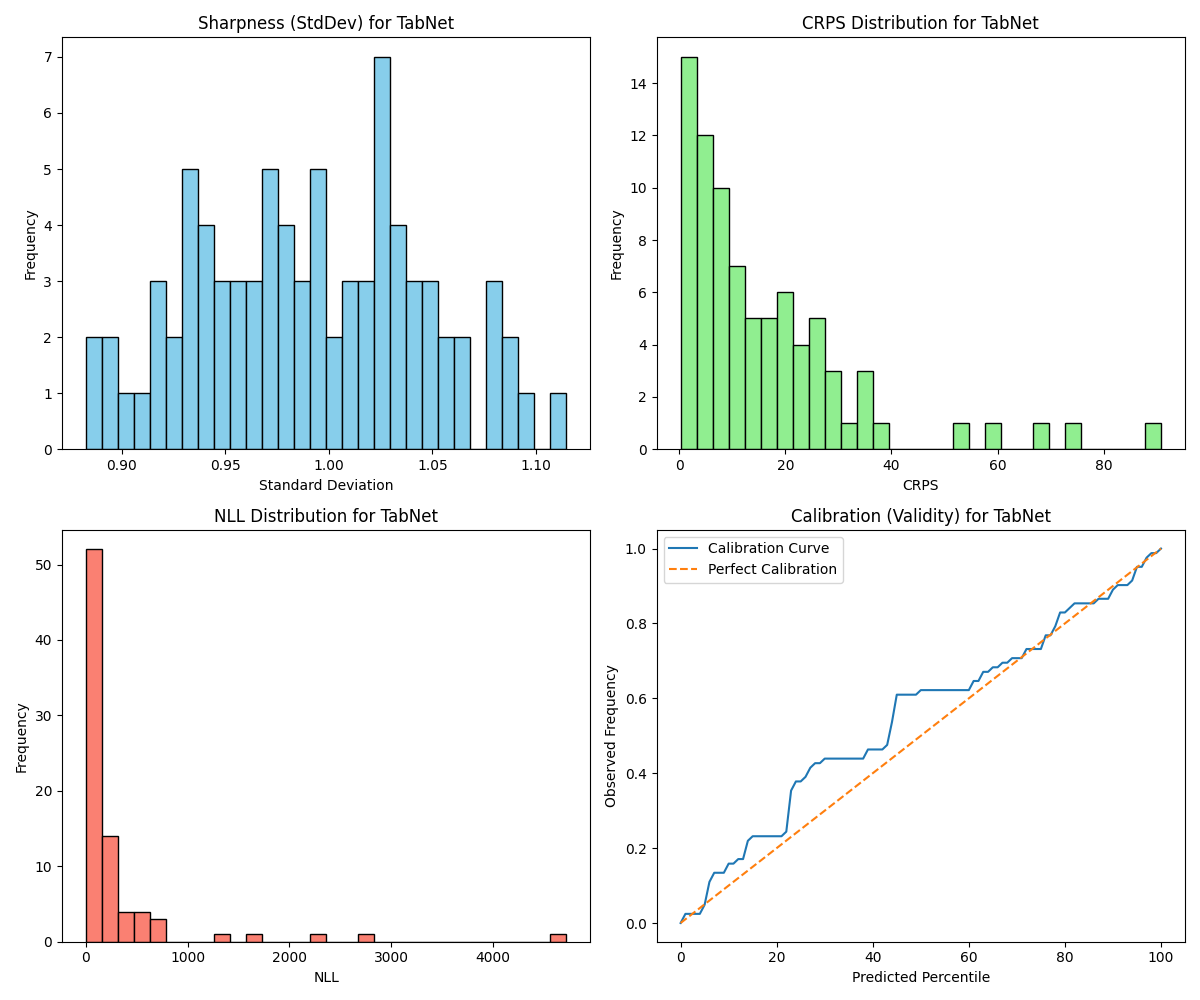 Sharpness (StdDev) for TabNet
7
6
5
4
3
2
1
0
Frequency
0.90 0.95 1.00 1.05 1.10
Standard Deviation
CRPS Distribution for TabNet
14
12
10
8
6
4
2
0
Frequency
0 20 40 60 80
CRPS
NLL Distribution for TabNet
50
40
30
20
10
0
Frequency
0 1000 2000 3000 4000
NLL
Calibration (Validity) for TabNet
Calibration Curve
Perfect Calibration
1.0
0.8
0.6
0.4
0.2
0.0
Observed Frequency
0 20 40 60 80 100
Predicted Percentile